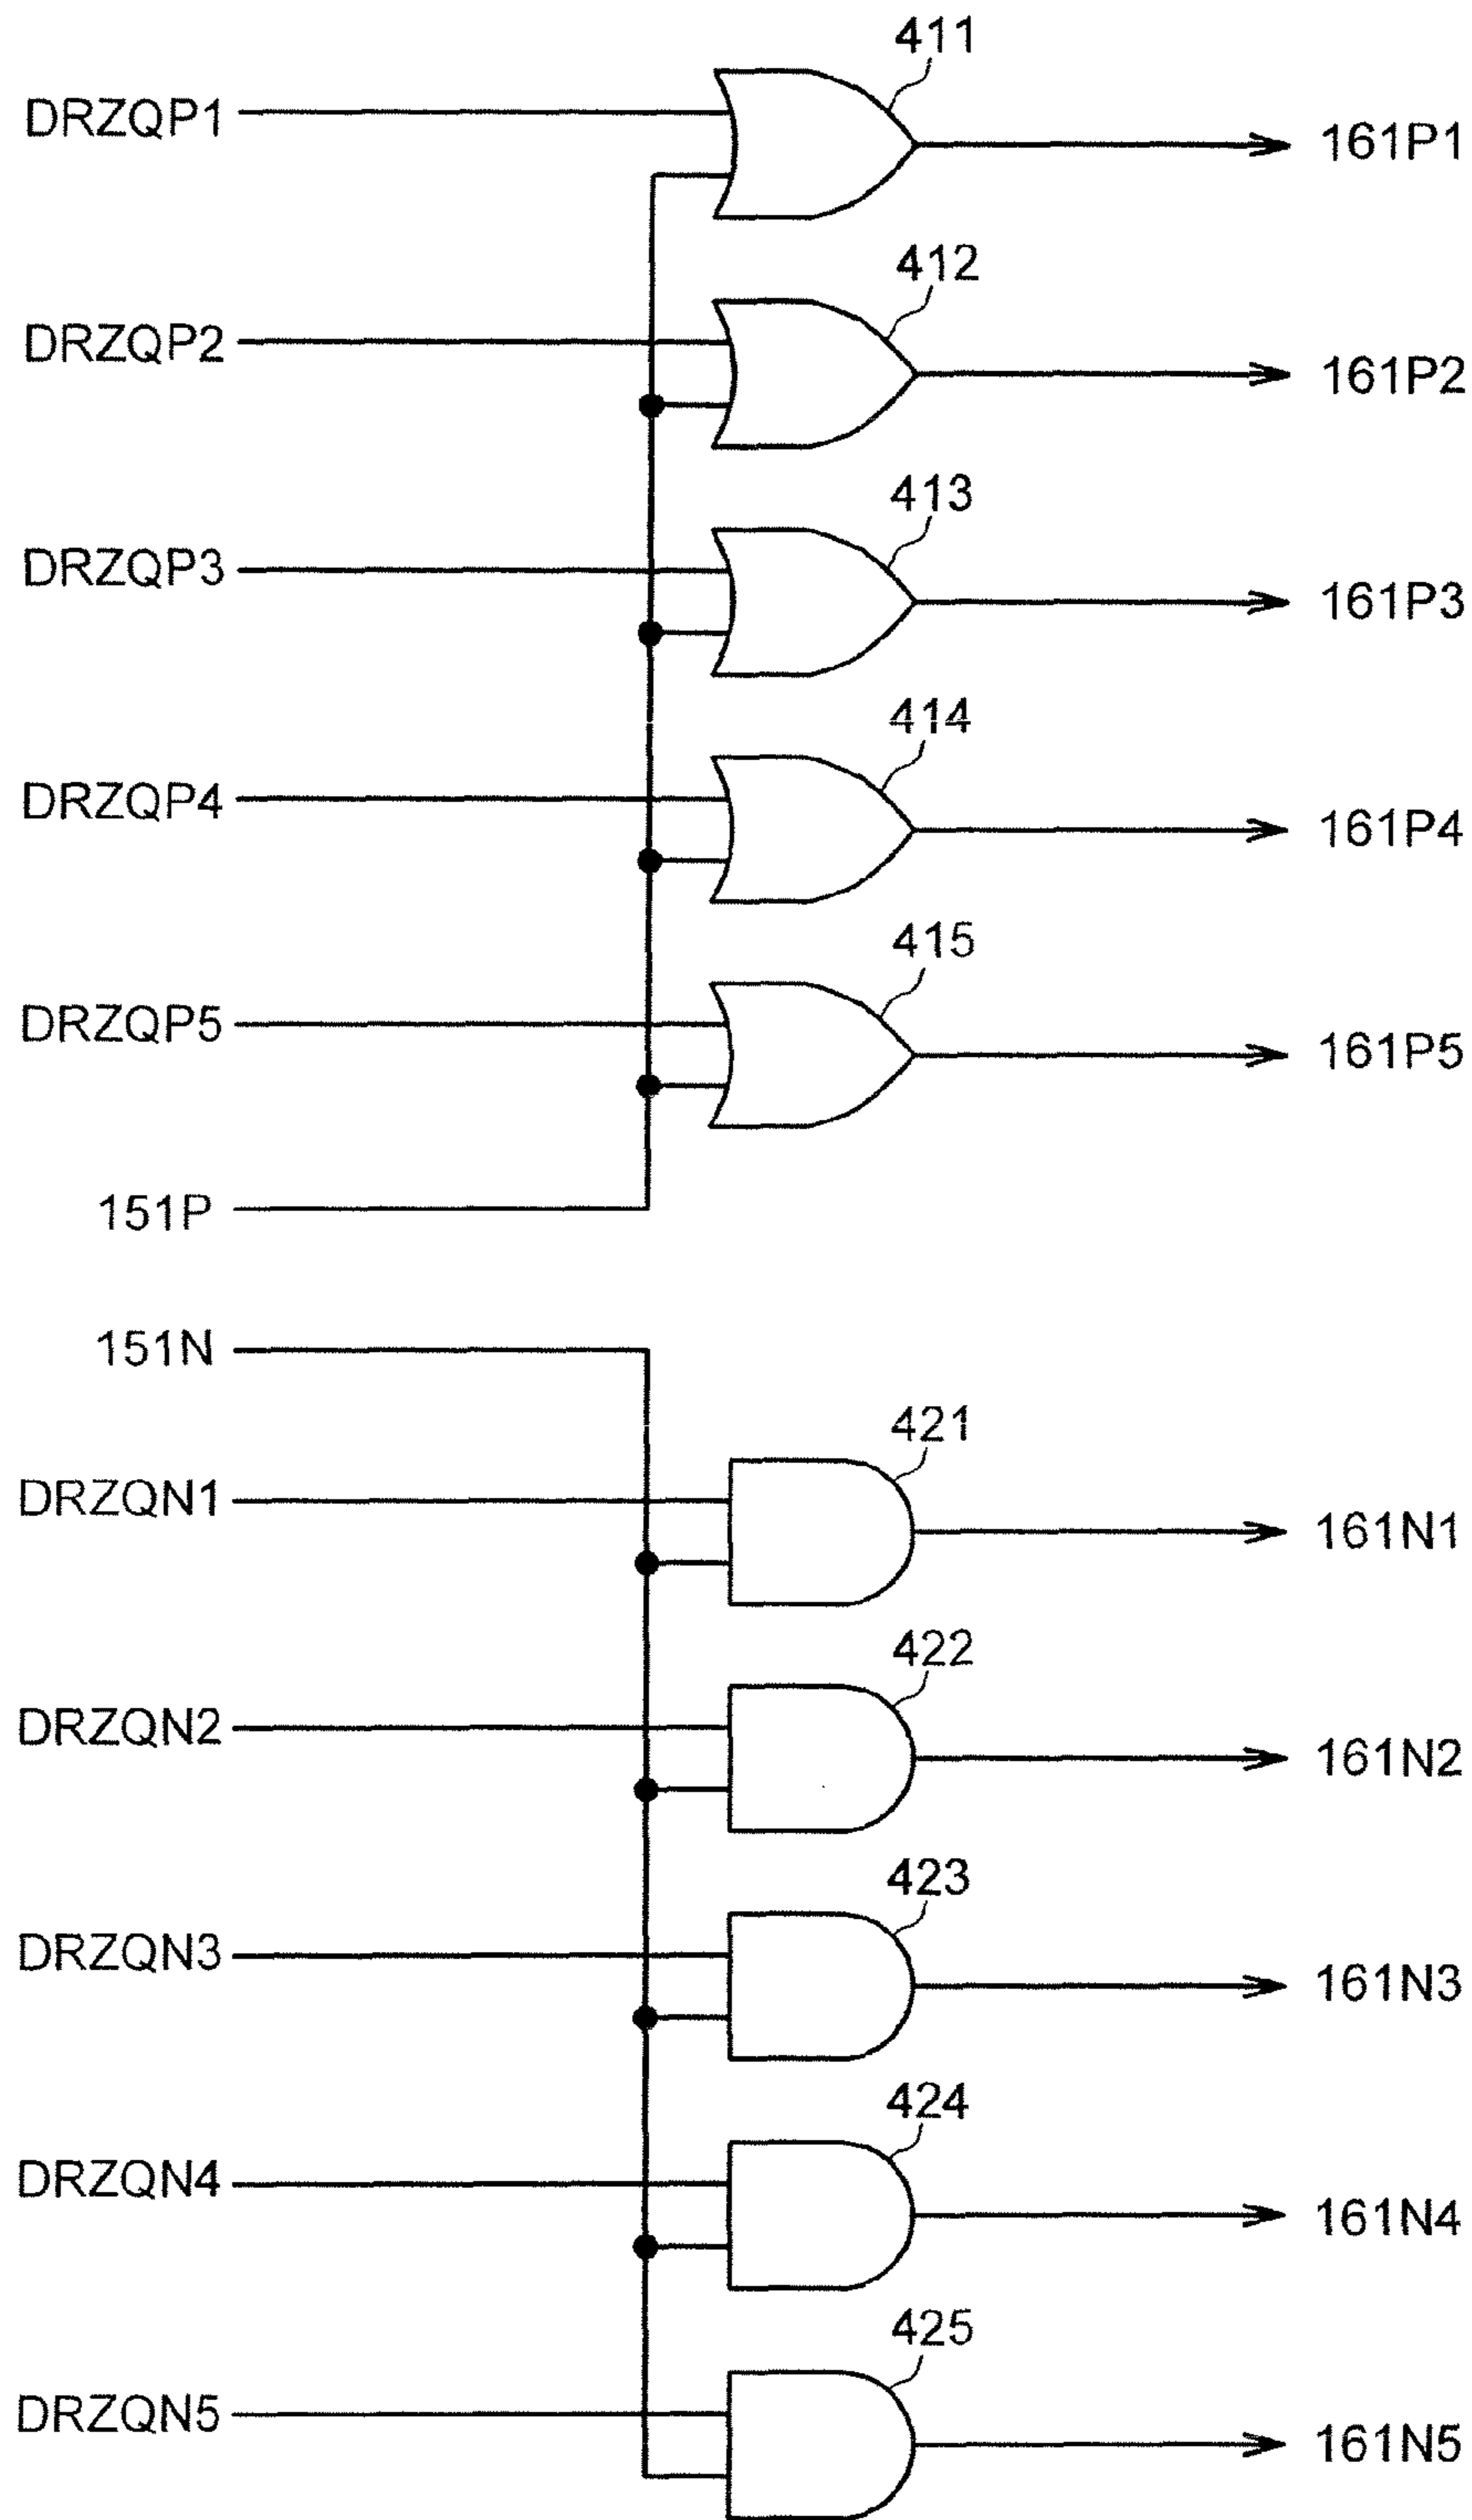 411
DRZQP1
161P1
412
DRZQP2
161P2
413
DRZQP3
161P3
414
DRZQP4
161P4
415
DRZQP5
161P5
151P
151N
421
DRZQN1
161N1
422
DRZQN2
161N2
423
DRZQN3
161N3
424
DRZQN4
161N4
425
DRZQN5
161N5